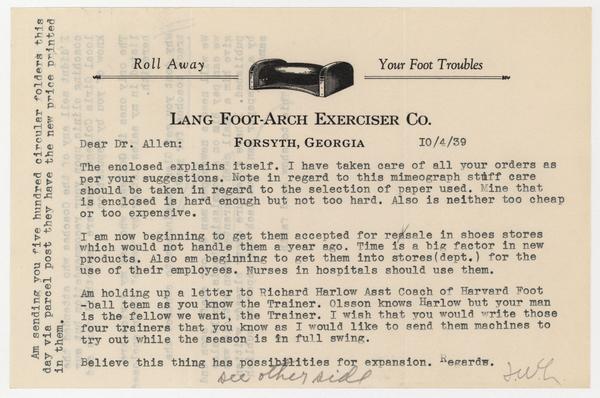 Roll Away
Your Foot Troubles
LANG FOOT-ARCH EXERCISER CO.
Dear Dr. Allen:
FORSYTH, GEORGIA
IO/4/39
The enclosed explains itself. I have taken care of all your orders as
per your suggestions. Note in regard to this mimeograph stuff care
should be taken in regard to the selection of paper used. Mine that
is enclosed is hard enough but not too hard. Also is neither too cheap
or too expensive.
I am now beginning to get them accepted for resale in shoes stores
which would not handle them a year ago. Time is a big factor in new
products. Also am beginning to get them into stores(dept.) for the
use of their employees. Nurses in hospitals should use them.
Am holding up a letter to Richard Harlow Asst Coach of Harvard Foot
-ball team as you know the Trainer. Olsson knows Harlow but your man
is the fellow we want, the Trainer. I wish that you would write those
four trainers that you know as I would like to send them machines to
try out while the season is in full swing.
Believe this thing has possibilities for expansion. Regards.
see other side
Am sending you five hundred circular folders this
day via parcel post they have the new price printed
in them.